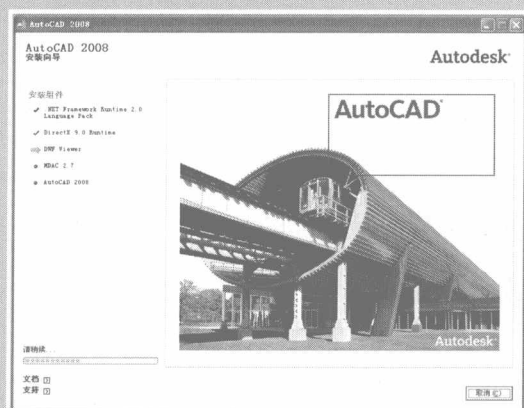 AutoCAD 2008
AutoCAD 2008
安装向导
Autodesk
安装组件
.NET Framework Runtime 2.0
Language Pack
DirectX 9.0 Runtime
DWF Viewer
MDAC 2.7
AutoCAD 2008
AutoCAD
Autodesk
请稍候...
文档
支持
取消(C)